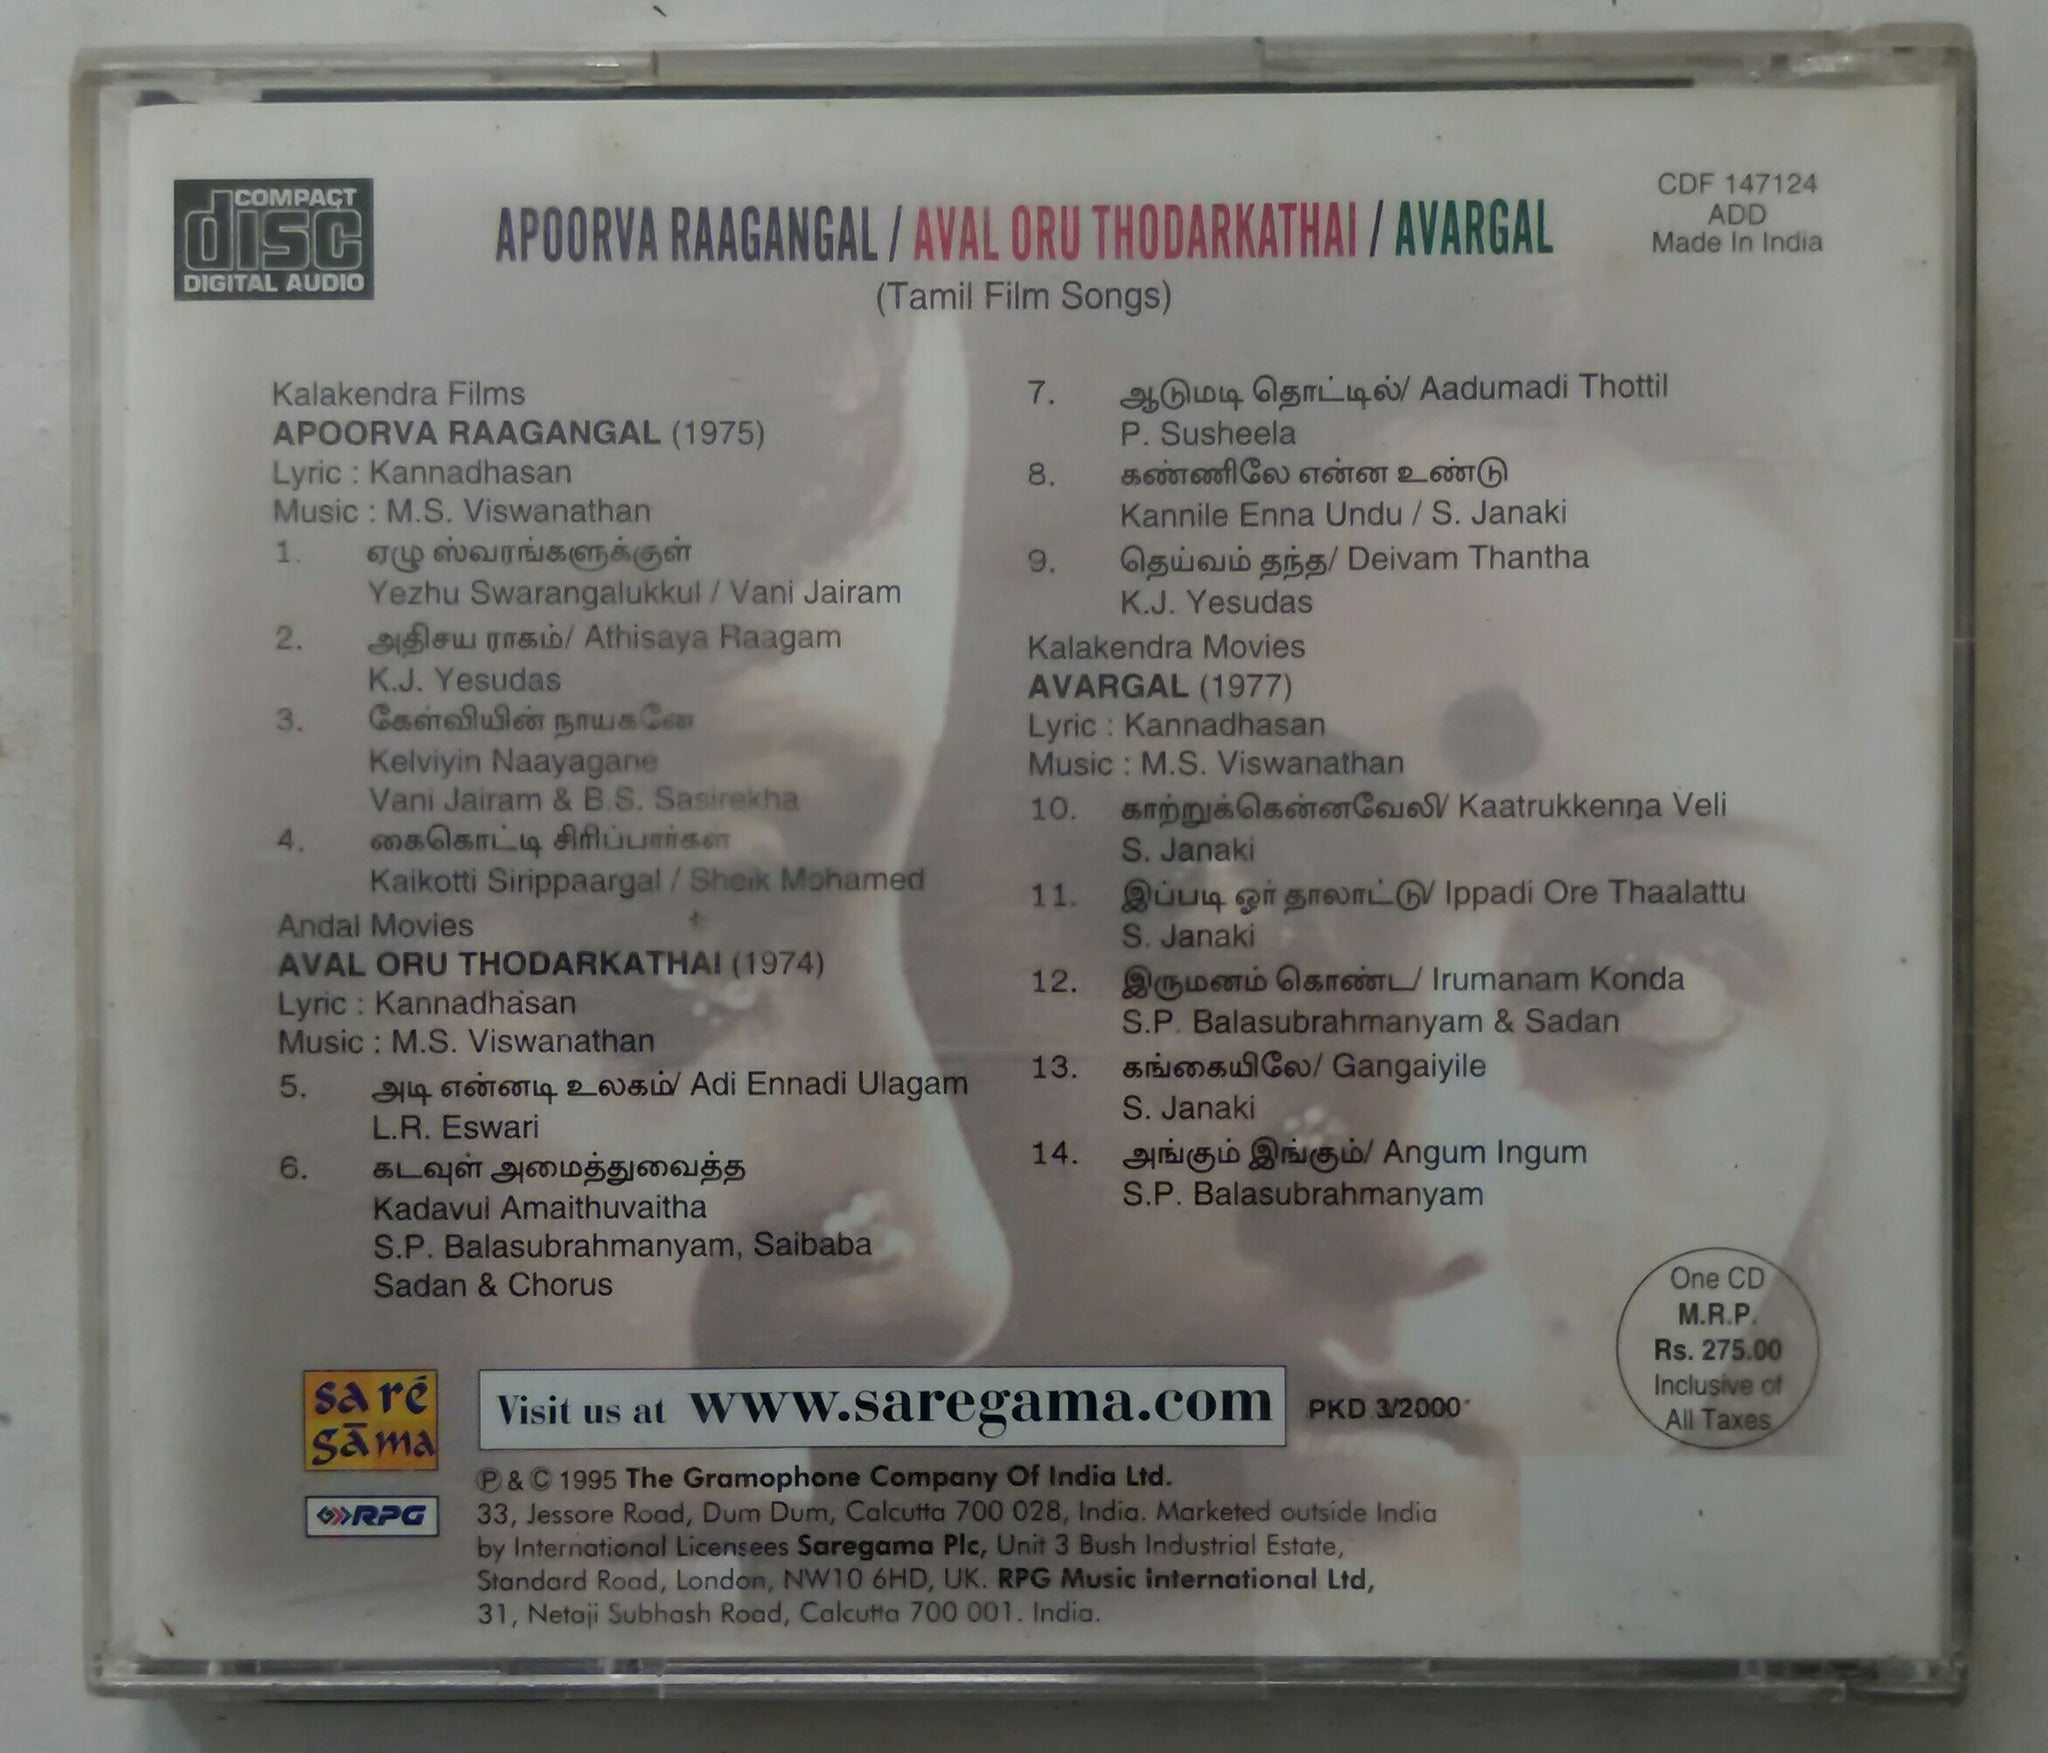 COMPACT
disc
DIGITAL AUDIO
APOORVA RAAGANGAL / AVAL ORU THODARKATHAI / AVARGAL
(Tamil Film Songs)
CDF 147124
ADD
Made In India
Kalakendra Films
APOORVA RAAGANGAL (1975)
Lyric : Kannadhasan
Music : M.S. Viswanathan
1. ஏழு ஸ்வரங்களுக்குள்
Yezhu Swarangalukkul / Vani Jairam
2. அதிசய ராகம்/ Athisaya Raagam
K.J. Yesudas
3. கேள்வியின் நாயகனே
Kelviyin Naayagane
Vani Jairam & B.S. Sasirekha
4. கைகொட்டி சிரிப்பார்கள்
Kaikotti Sirippaargal / Sheik Mohamed
Andal Movies
AVAL ORU THODARKATHAI (1974)
Lyric : Kannadhasan
Music : M.S. Viswanathan
5. அடி என்னடி உலகம்/ Adi Ennadi Ulagam
L.R. Eswari
6. கடவுள் அமைத்துவைத்த
Kadavul Amaithuvaitha
S.P. Balasubrahmanyam, Saibaba
Sadan & Chorus
7. ஆடுமடி தொட்டில்/ Aadumadi Thottil
P. Susheela
8. கண்ணிலே என்ன உண்டு
Kannile Enna Undu / S. Janaki
9. தெய்வம் தந்த/ Deivam Thantha
K.J. Yesudas
Kalakendra Movies
AVARGAL (1977)
Lyric : Kannadhasan
Music : M.S. Viswanathan
10. காற்றுக்கென்னவேலி/ Kaatrukkenna Veli
S. Janaki
11. இப்படி ஓர் தாலாட்டு/ Ippadi Ore Thaalattu
S. Janaki
12. இருமனம் கொண்ட/ Irumanam Konda
S.P. Balasubrahmanyam & Sadan
13. கங்கையிலே/ Gangaiyile
S. Janaki
14. அங்கும் இங்கும்/ Angum Ingum
S.P. Balasubrahmanyam
One CD
M.R.P.
Rs. 275.00
Inclusive of
All Taxes
sa ré
gāma
RPG
Visit us at www.saregama.com
PKD 3/2000
℗ & © 1995 The Gramophone Company Of India Ltd.
33, Jessore Road, Dum Dum, Calcutta 700 028, India. Marketed outside India
by International Licensees Saregama Plc, Unit 3 Bush Industrial Estate,
Standard Road, London, NW10 6HD, UK. RPG Music international Ltd,
31, Netaji Subhash Road, Calcutta 700 001. India.